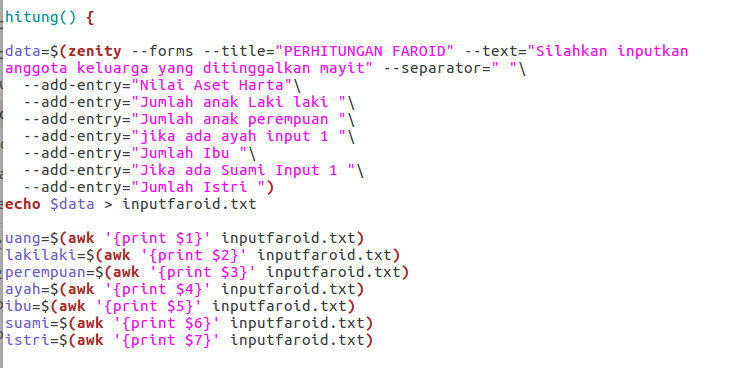 hitung() {
data=$(zenity --forms --title="PERHITUNGAN FAROID" --text="Silahkan inputkan
anggota keluarga yang ditinggalkan mayit" --separator=" "\
--add-entry="Nilai Aset Harta"\
--add-entry="Jumlah anak Laki laki "\
--add-entry="Jumlah anak perempuan "\
--add-entry="jika ada ayah input 1 "\
--add-entry="Jumlah Ibu "\
--add-entry="Jika ada Suami Input 1 "\
--add-entry="Jumlah Istri ")
echo $data > inputfaroid.txt
uang=$(awk '{print $1}' inputfaroid.txt)
lakilaki=$(awk '{print $2}' inputfaroid.txt)
perempuan=$(awk '{print $3}' inputfaroid.txt)
ayah=$(awk '{print $4}' inputfaroid.txt)
ibu=$(awk '{print $5}' inputfaroid.txt)
suami=$(awk '{print $6}' inputfaroid.txt)
istri=$(awk '{print $7}' inputfaroid.txt)